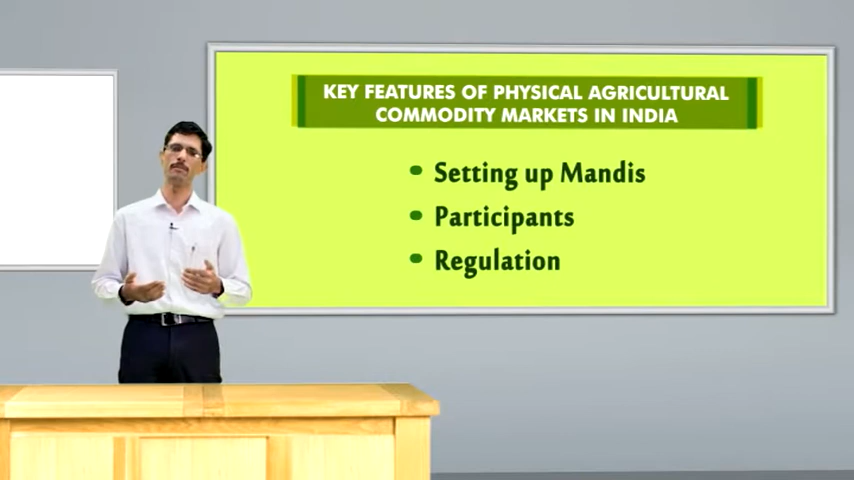 KEY FEATURES OF PHYSICAL AGRICULTURAL
COMMODITY MARKETS IN INDIA
• Setting up Mandis
• Participants
• Regulation